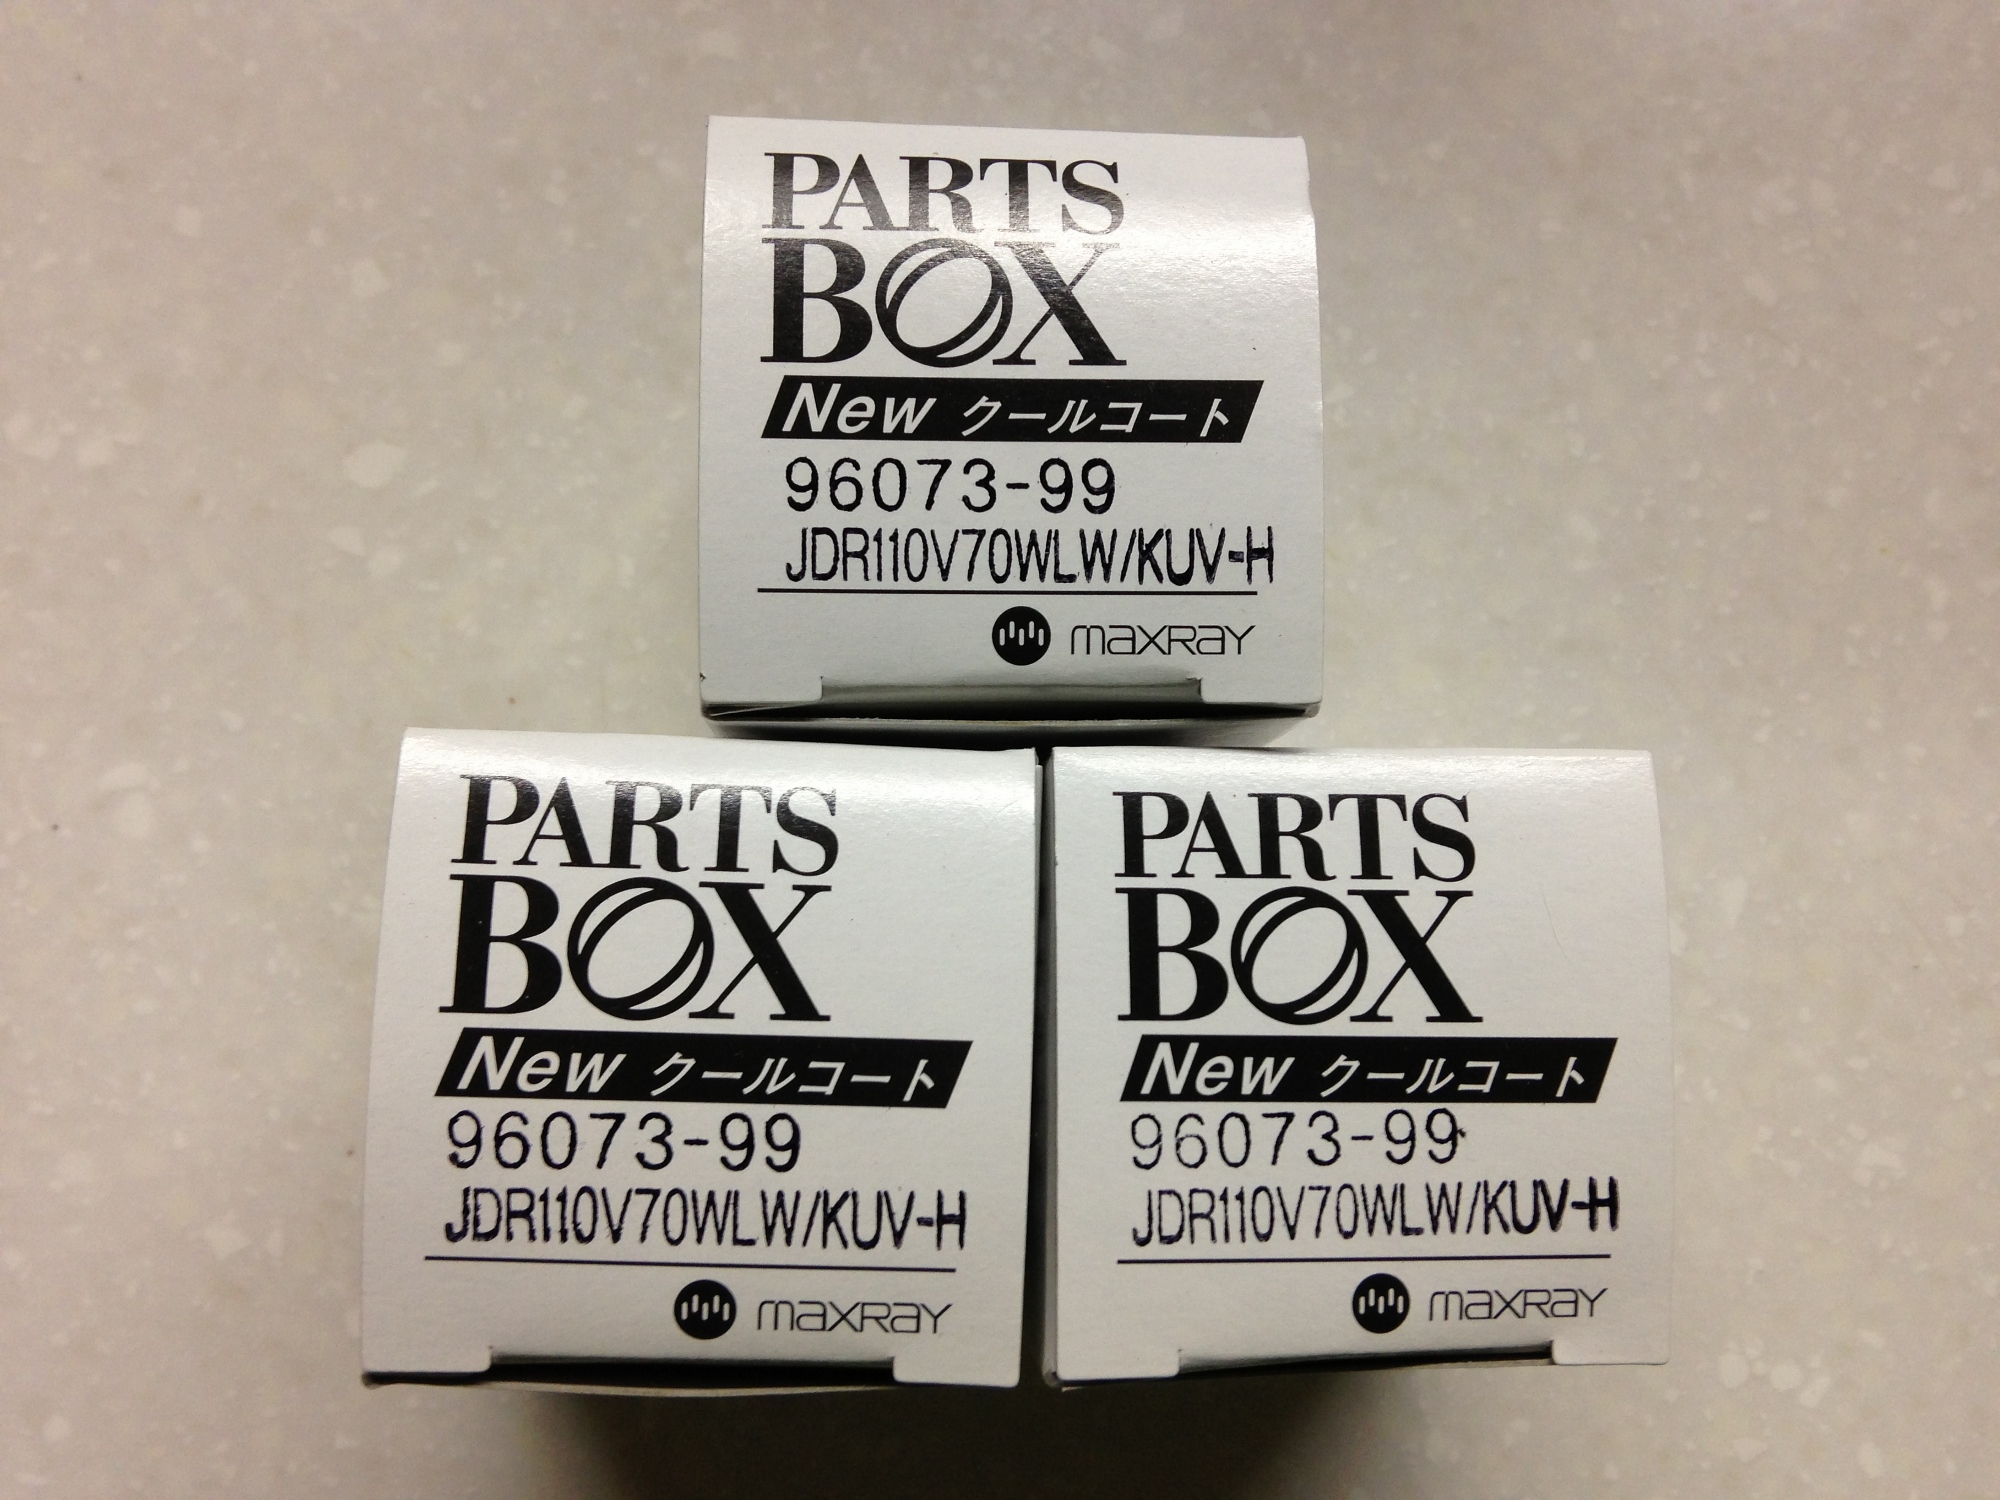 PARTS
BOX
New クールコート
96073-99
JDR110V70WLW/KUV-H
maxray
PARTS
BOX
New クールコート
96073-99
JDR110V70WLW/KUV-H
maxray
PARTS
BOX
New クールコート
96073-99
JDR110V70WLW/KUV-H
maxray